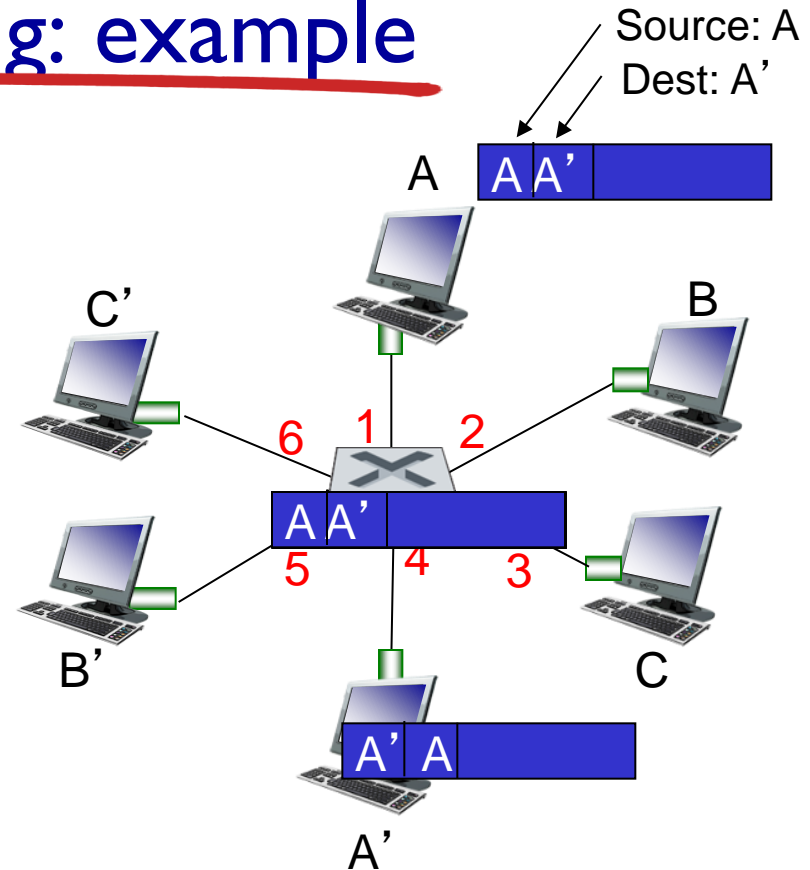 g: example
Source: A
Dest: A’
A
A A’
C’
B
6
1
2
A A’
5
4
3
B’
C
A’ A
A’